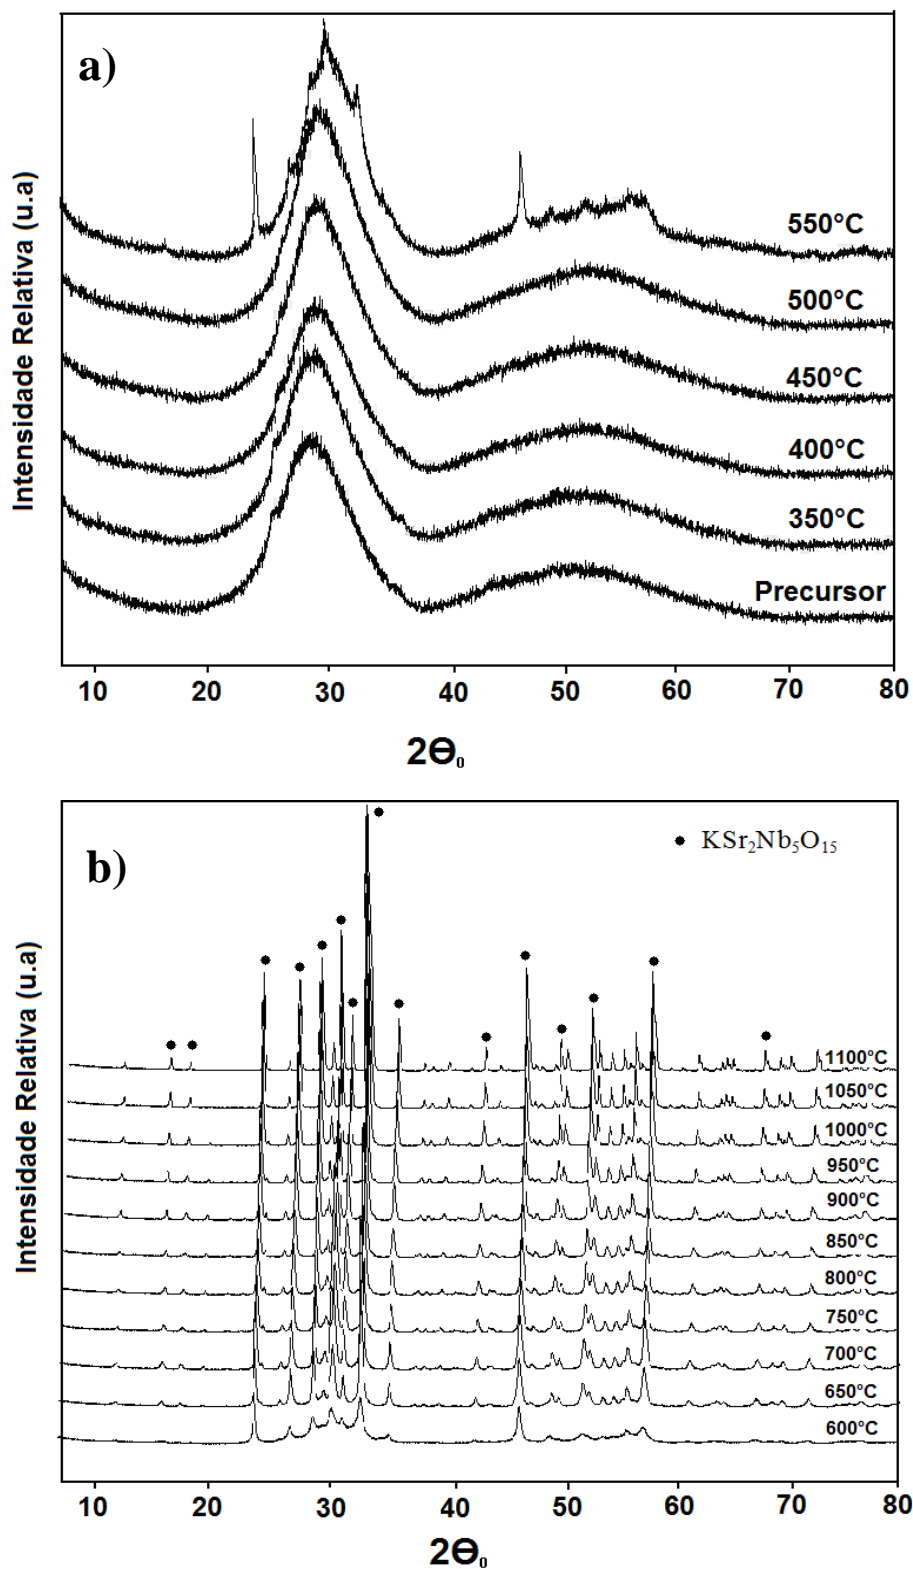 a)
Intensidade Relativa (u.a)
550°C
500°C
450°C
400°C
350°C
Precursor
10 20 30 40 50 60 70 80
2Θ₀
b)
● KSr₂Nb₅O₁₅
Intensidade Relativa (u.a)
1100°C
1050°C
1000°C
950°C
900°C
850°C
800°C
750°C
700°C
650°C
600°C
10 20 30 40 50 60 70 80
2Θ₀